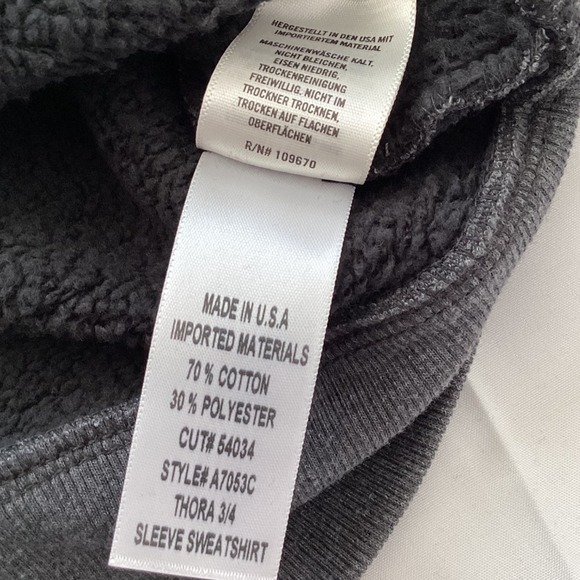 HERGESTELLT IN DEN USA MIT
IMPORTIERTEM MATERIAL
MASCHINENWÄSCHE KALT.
NICHT BLEICHEN.
EISEN NIEDRIG,
TROCKENREINIGUNG
FREIWILLIG. NICHT IM
TROCKNER TROCKNEN,
TROCKEN AUF FLACHEN
OBERFLÄCHEN
R/N# 109670
MADE IN U.S.A
IMPORTED MATERIALS
70 % COTTON
30 % POLYESTER
CUT# 54034
STYLE# A7053C
THORA 3/4
SLEEVE SWEATSHIRT